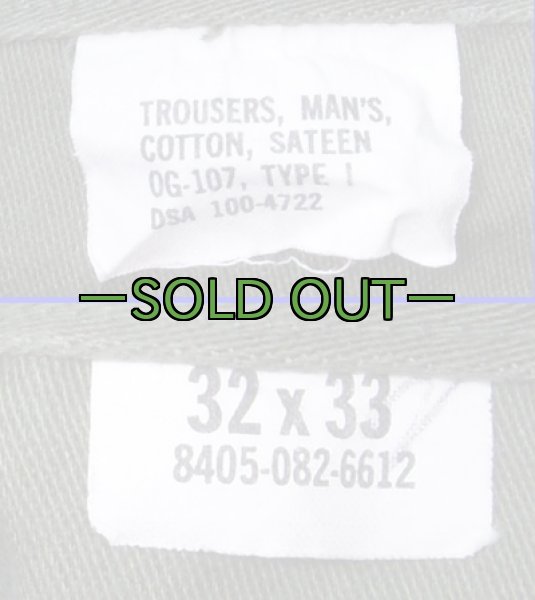 TROUSERS, MAN'S,
COTTON, SATEEN
OG-107, TYPE I
DSA 100-4722
—SOLD OUT—
32 x 33
8405-082-6612